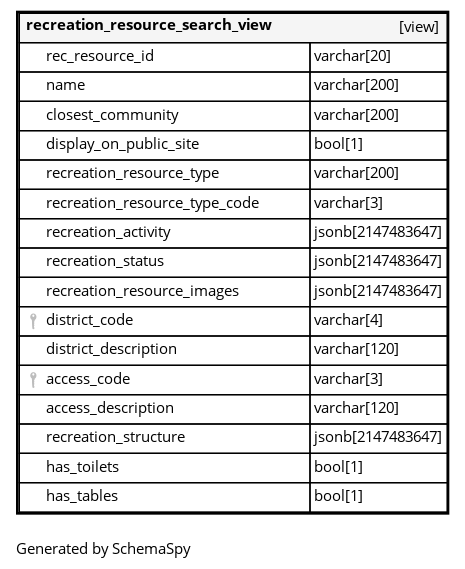 recreation_resource_search_view [view]
rec_resource_id varchar[20]
name varchar[200]
closest_community varchar[200]
display_on_public_site bool[1]
recreation_resource_type varchar[200]
recreation_resource_type_code varchar[3]
recreation_activity jsonb[2147483647]
recreation_status jsonb[2147483647]
recreation_resource_images jsonb[2147483647]
district_code varchar[4]
district_description varchar[120]
access_code varchar[3]
access_description varchar[120]
recreation_structure jsonb[2147483647]
has_toilets bool[1]
has_tables bool[1]
Generated by SchemaSpy